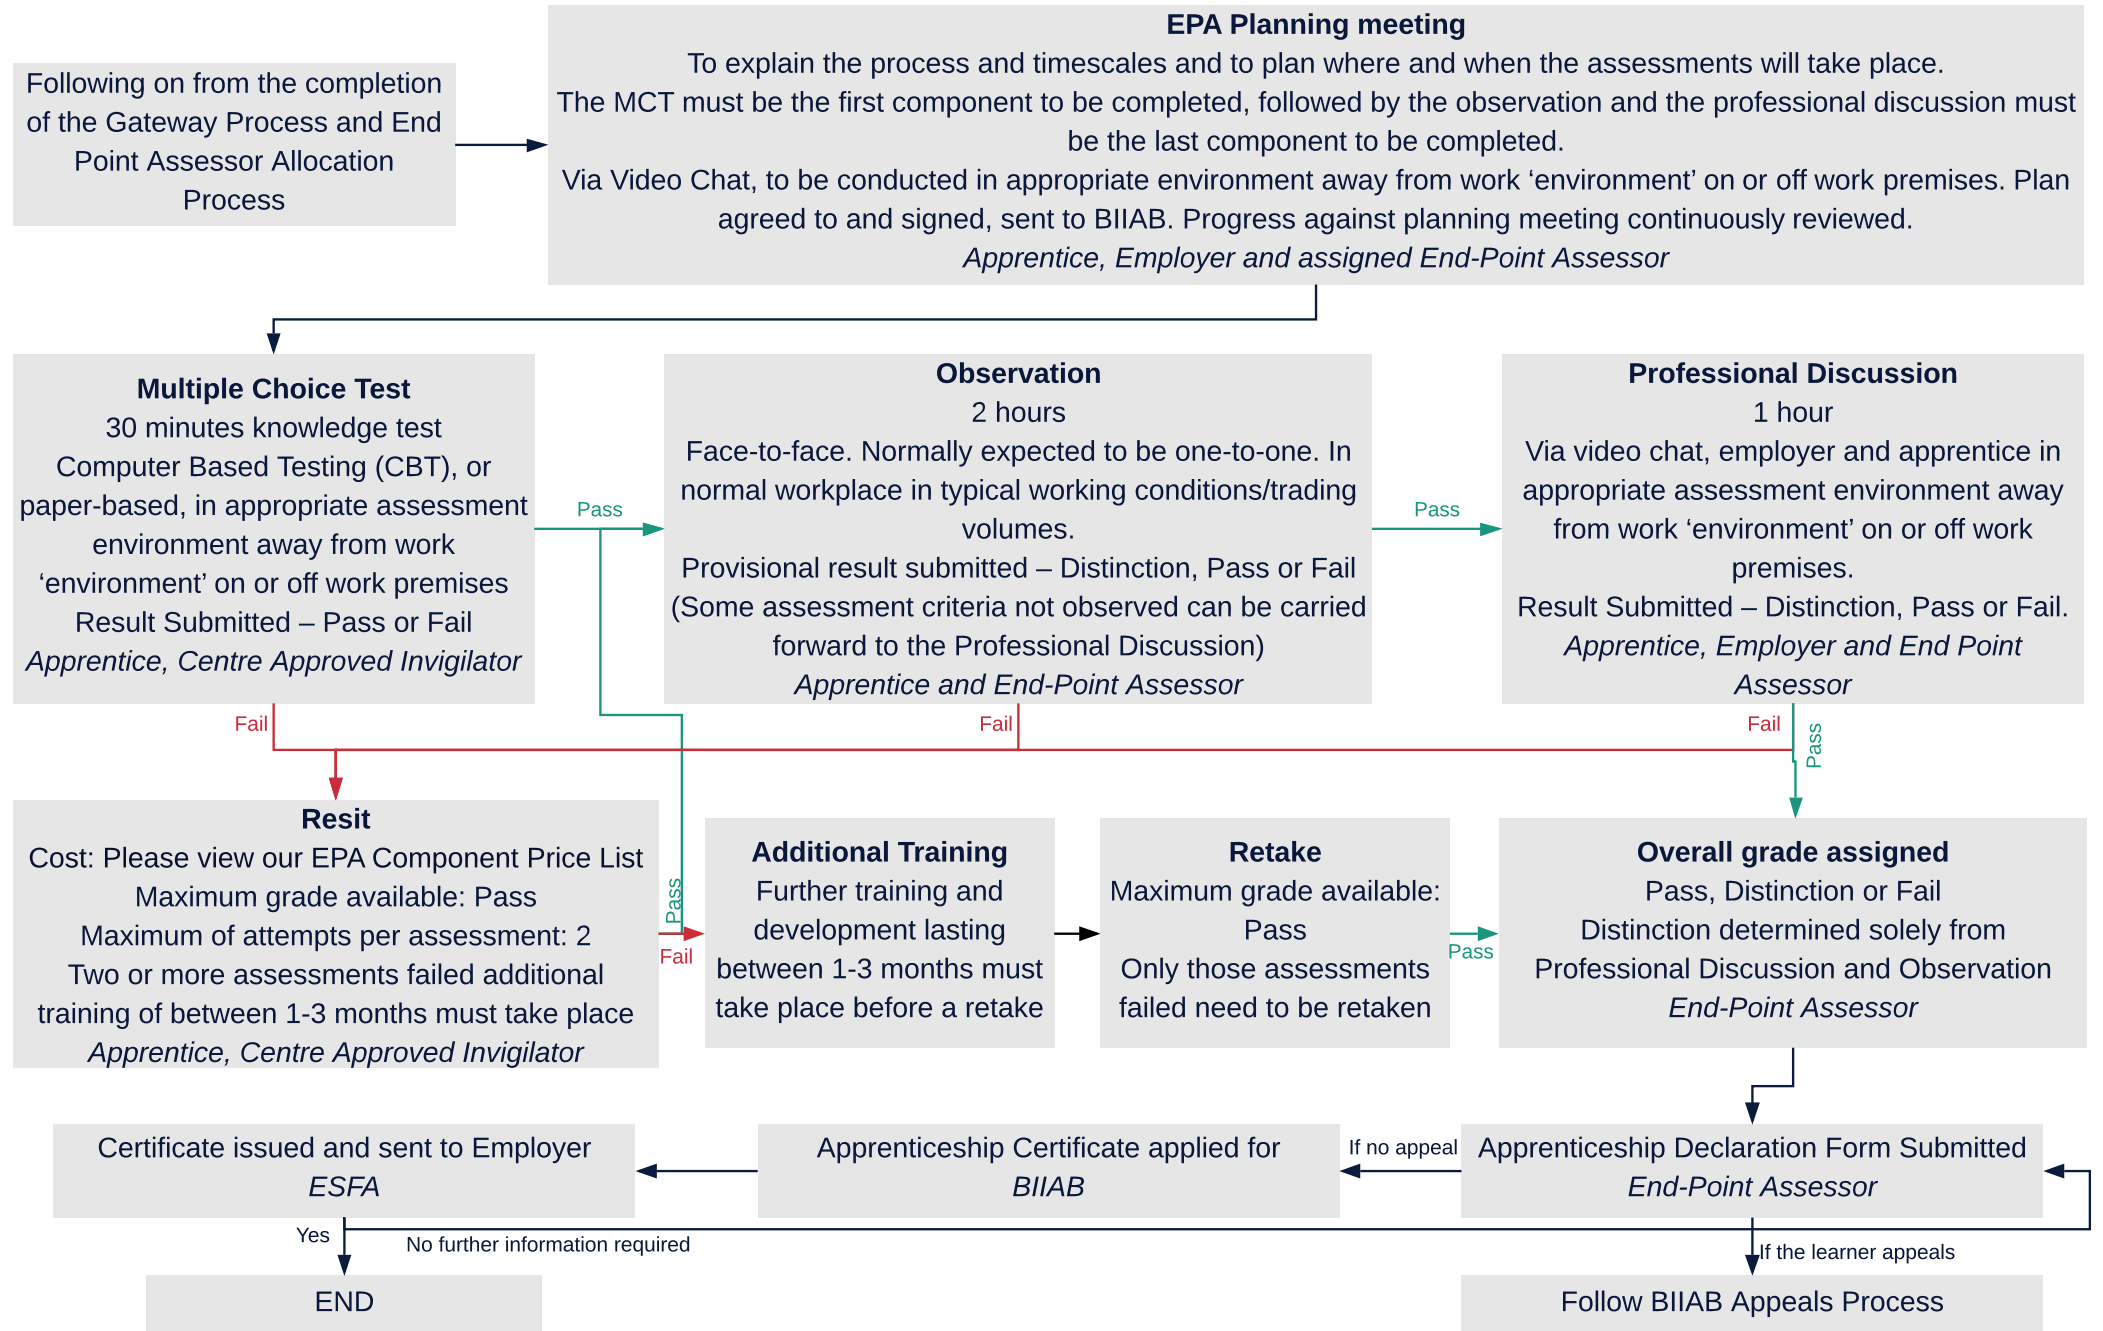 Following on from the completion
of the Gateway Process and End
Point Assessor Allocation
Process
EPA Planning meeting
To explain the process and timescales and to plan where and when the assessments will take place.
The MCT must be the first component to be completed, followed by the observation and the professional discussion must
be the last component to be completed.
Via Video Chat, to be conducted in appropriate environment away from work ‘environment’ on or off work premises. Plan
agreed to and signed, sent to BIIAB. Progress against planning meeting continuously reviewed.
Apprentice, Employer and assigned End-Point Assessor
Multiple Choice Test
30 minutes knowledge test
Computer Based Testing (CBT), or
paper-based, in appropriate assessment
environment away from work
‘environment’ on or off work premises
Result Submitted – Pass or Fail
Apprentice, Centre Approved Invigilator
Pass
Observation
2 hours
Face-to-face. Normally expected to be one-to-one. In
normal workplace in typical working conditions/trading
volumes.
Provisional result submitted – Distinction, Pass or Fail
(Some assessment criteria not observed can be carried
forward to the Professional Discussion)
Apprentice and End-Point Assessor
Pass
Professional Discussion
1 hour
Via video chat, employer and apprentice in
appropriate assessment environment away
from work ‘environment’ on or off work
premises.
Result Submitted – Distinction, Pass or Fail.
Apprentice, Employer and End Point
Assessor
Fail
Fail
Fail
Pass
Resit
Cost: Please view our EPA Component Price List
Maximum grade available: Pass
Maximum of attempts per assessment: 2
Two or more assessments failed additional
training of between 1-3 months must take place
Apprentice, Centre Approved Invigilator
Pass
Fail
Additional Training
Further training and
development lasting
between 1-3 months must
take place before a retake
Retake
Maximum grade available:
Pass
Only those assessments
failed need to be retaken
Pass
Overall grade assigned
Pass, Distinction or Fail
Distinction determined solely from
Professional Discussion and Observation
End-Point Assessor
Certificate issued and sent to Employer
ESFA
Apprenticeship Certificate applied for
BIIAB
If no appeal
Apprenticeship Declaration Form Submitted
End-Point Assessor
Yes
No further information required
If the learner appeals
END
Follow BIIAB Appeals Process